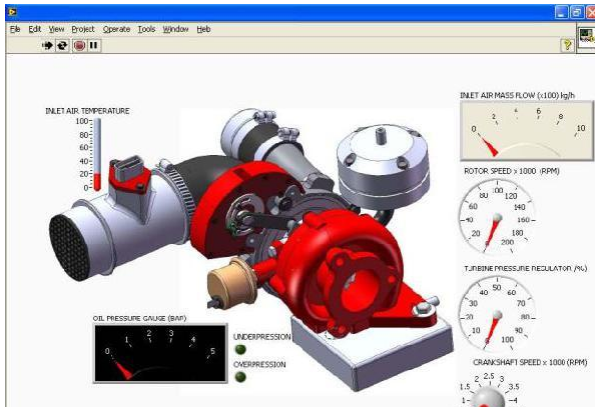 File Edit View Project Operate Tools Window Help
INLET AIR TEMPERATURE
100-
80-
60-
40-
20-
0-
INLET AIR MASS FLOW (x100) kg/h
0 2 4 6 8 10
ROTOR SPEED x 1000 (RPM)
0 20 40 60 80 100 120 140 160 180 200
TURBINE PRESSURE REGULATOR /%/
0 10 20 30 40 50 60 70 80 90 100
OIL PRESSURE GAUGE (BAR)
0 1 2 3 4 5
UNDERPRESSION
OVERPRESSION
CRANKSHAFT SPEED x 1000 (RPM)
1 1.5 2 2.5 3 3.5 4